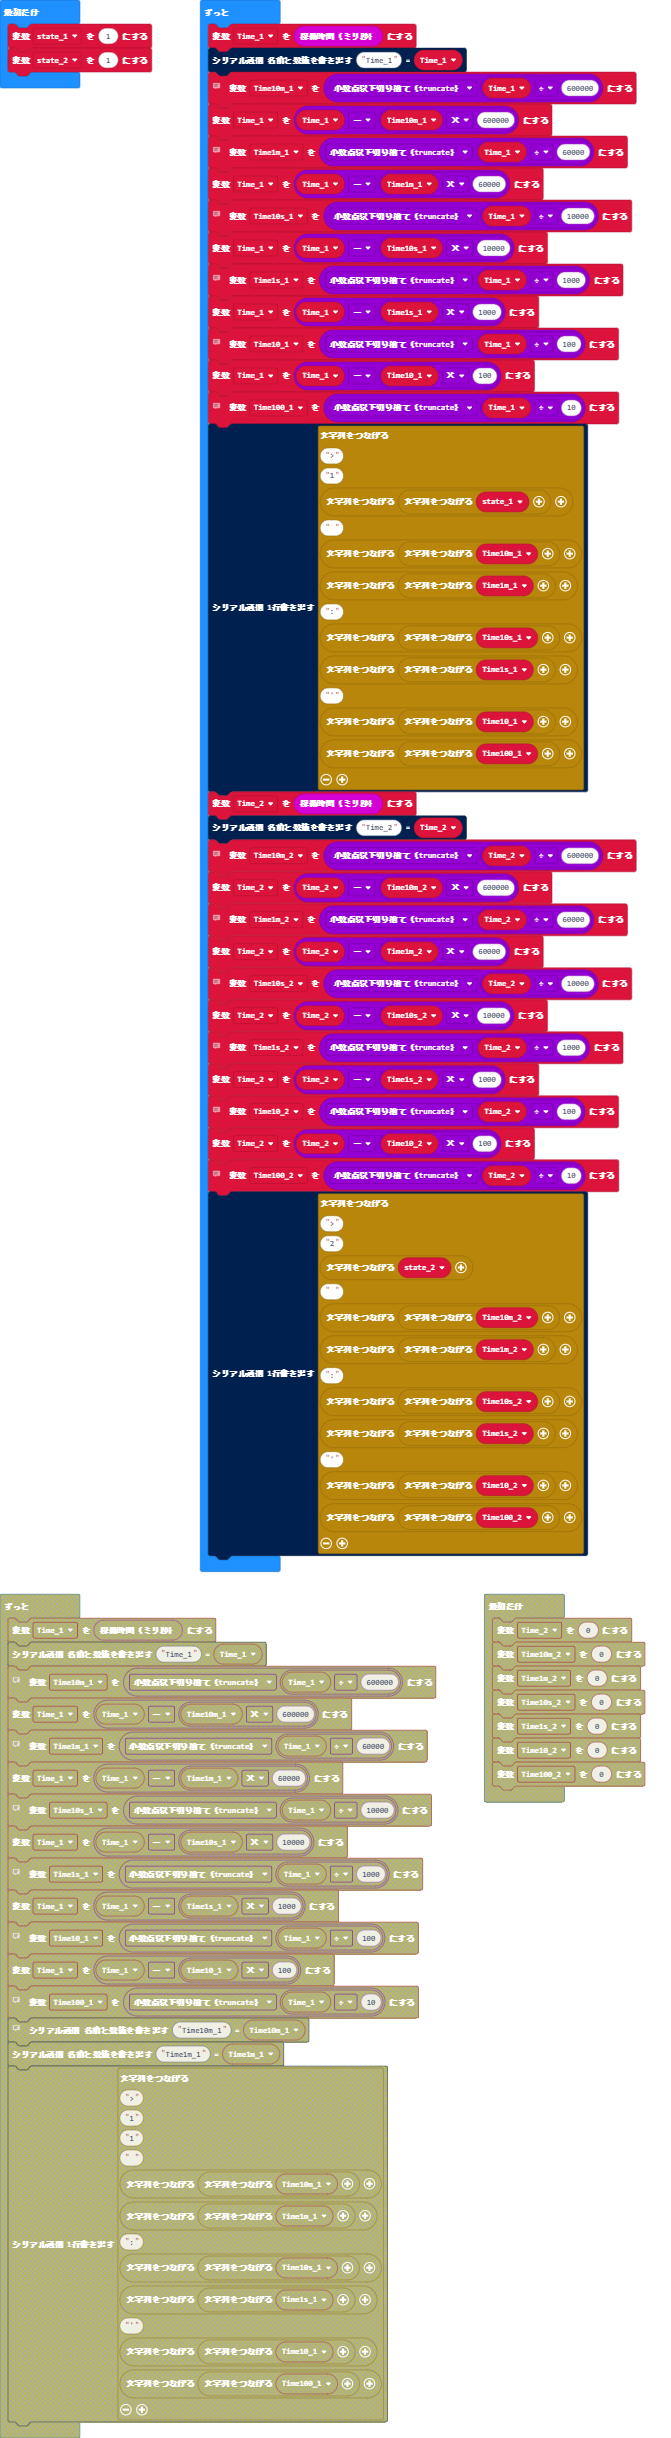 最初だけ
変数 state_1 を 1 にする
変数 state_2 を 1 にする
ずっと
変数 Time_1 を 稼働時間 (ミリ秒) にする
シリアル通信 名前と数値を書き出す "Time_1" = Time_1
変数 Time10m_1 を 小数点以下切り捨て (truncate) Time_1 ÷ 600000 にする
変数 Time_1 を Time_1 − Time10m_1 × 600000 にする
変数 Time1m_1 を 小数点以下切り捨て (truncate) Time_1 ÷ 60000 にする
変数 Time_1 を Time_1 − Time1m_1 × 60000 にする
変数 Time10s_1 を 小数点以下切り捨て (truncate) Time_1 ÷ 10000 にする
変数 Time_1 を Time_1 − Time10s_1 × 10000 にする
変数 Time1s_1 を 小数点以下切り捨て (truncate) Time_1 ÷ 1000 にする
変数 Time_1 を Time_1 − Time1s_1 × 1000 にする
変数 Time10_1 を 小数点以下切り捨て (truncate) Time_1 ÷ 100 にする
変数 Time_1 を Time_1 − Time10_1 × 100 にする
変数 Time100_1 を 小数点以下切り捨て (truncate) Time_1 ÷ 10 にする
シリアル通信 1行書き出す
文字列をつなげる
">"
"1"
文字列をつなげる 文字列をつなげる state_1
" "
文字列をつなげる 文字列をつなげる Time10m_1
文字列をつなげる 文字列をつなげる Time1m_1
":"
文字列をつなげる 文字列をつなげる Time10s_1
文字列をつなげる 文字列をつなげる Time1s_1
"'"
文字列をつなげる 文字列をつなげる Time10_1
文字列をつなげる 文字列をつなげる Time100_1
変数 Time_2 を 稼働時間 (ミリ秒) にする
シリアル通信 名前と数値を書き出す "Time_2" = Time_2
変数 Time10m_2 を 小数点以下切り捨て (truncate) Time_2 ÷ 600000 にする
変数 Time_2 を Time_2 − Time10m_2 × 600000 にする
変数 Time1m_2 を 小数点以下切り捨て (truncate) Time_2 ÷ 60000 にする
変数 Time_2 を Time_2 − Time1m_2 × 60000 にする
変数 Time10s_2 を 小数点以下切り捨て (truncate) Time_2 ÷ 10000 にする
変数 Time_2 を Time_2 − Time10s_2 × 10000 にする
変数 Time1s_2 を 小数点以下切り捨て (truncate) Time_2 ÷ 1000 にする
変数 Time_2 を Time_2 − Time1s_2 × 1000 にする
変数 Time10_2 を 小数点以下切り捨て (truncate) Time_2 ÷ 100 にする
変数 Time_2 を Time_2 − Time10_2 × 100 にする
変数 Time100_2 を 小数点以下切り捨て (truncate) Time_2 ÷ 10 にする
シリアル通信 1行書き出す
文字列をつなげる
">"
"2"
文字列をつなげる state_2
" "
文字列をつなげる 文字列をつなげる Time10m_2
文字列をつなげる 文字列をつなげる Time1m_2
":"
文字列をつなげる 文字列をつなげる Time10s_2
文字列をつなげる 文字列をつなげる Time1s_2
"'"
文字列をつなげる 文字列をつなげる Time10_2
文字列をつなげる 文字列をつなげる Time100_2
ずっと
変数 Time_1 を 稼働時間 (ミリ秒) にする
シリアル通信 名前と数値を書き出す "Time_1" = Time_1
変数 Time10m_1 を 小数点以下切り捨て (truncate) Time_1 ÷ 600000 にする
変数 Time_1 を Time_1 − Time10m_1 × 600000 にする
変数 Time1m_1 を 小数点以下切り捨て (truncate) Time_1 ÷ 60000 にする
変数 Time_1 を Time_1 − Time1m_1 × 60000 にする
変数 Time10s_1 を 小数点以下切り捨て (truncate) Time_1 ÷ 10000 にする
変数 Time_1 を Time_1 − Time10s_1 × 10000 にする
変数 Time1s_1 を 小数点以下切り捨て (truncate) Time_1 ÷ 1000 にする
変数 Time_1 を Time_1 − Time1s_1 × 1000 にする
変数 Time10_1 を 小数点以下切り捨て (truncate) Time_1 ÷ 100 にする
変数 Time_1 を Time_1 − Time10_1 × 100 にする
変数 Time100_1 を 小数点以下切り捨て (truncate) Time_1 ÷ 10 にする
シリアル通信 名前と数値を書き出す "Time10m_1" = Time10m_1
シリアル通信 名前と数値を書き出す "Time1m_1" = Time1m_1
シリアル通信 1行書き出す
文字列をつなげる
">"
"1"
"1"
" "
文字列をつなげる 文字列をつなげる Time10m_1
文字列をつなげる 文字列をつなげる Time1m_1
":"
文字列をつなげる 文字列をつなげる Time10s_1
文字列をつなげる 文字列をつなげる Time1s_1
"'"
文字列をつなげる 文字列をつなげる Time10_1
文字列をつなげる 文字列をつなげる Time100_1
最初だけ
変数 Time_2 を 0 にする
変数 Time10m_2 を 0 にする
変数 Time1m_2 を 0 にする
変数 Time10s_2 を 0 にする
変数 Time1s_2 を 0 にする
変数 Time10_2 を 0 にする
変数 Time100_2 を 0 にする